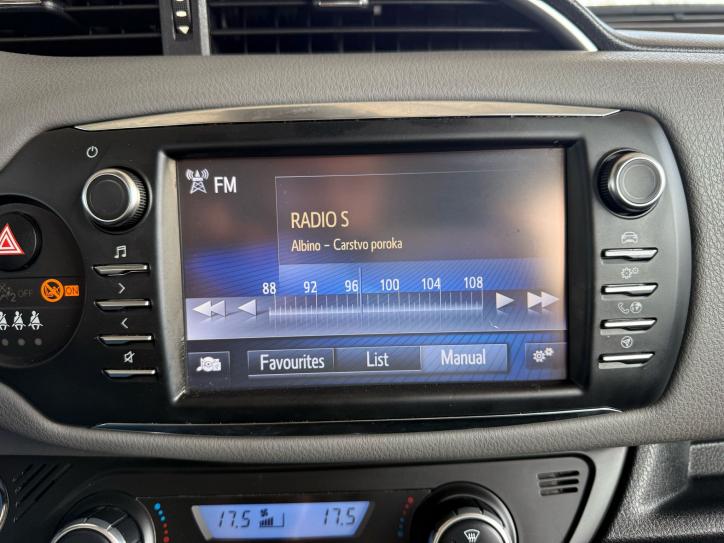 FM
RADIO S
Albino - Carstvo poroka
88 92 96 100 104 108
OFF ON
Favourites List Manual
17.5 17.5